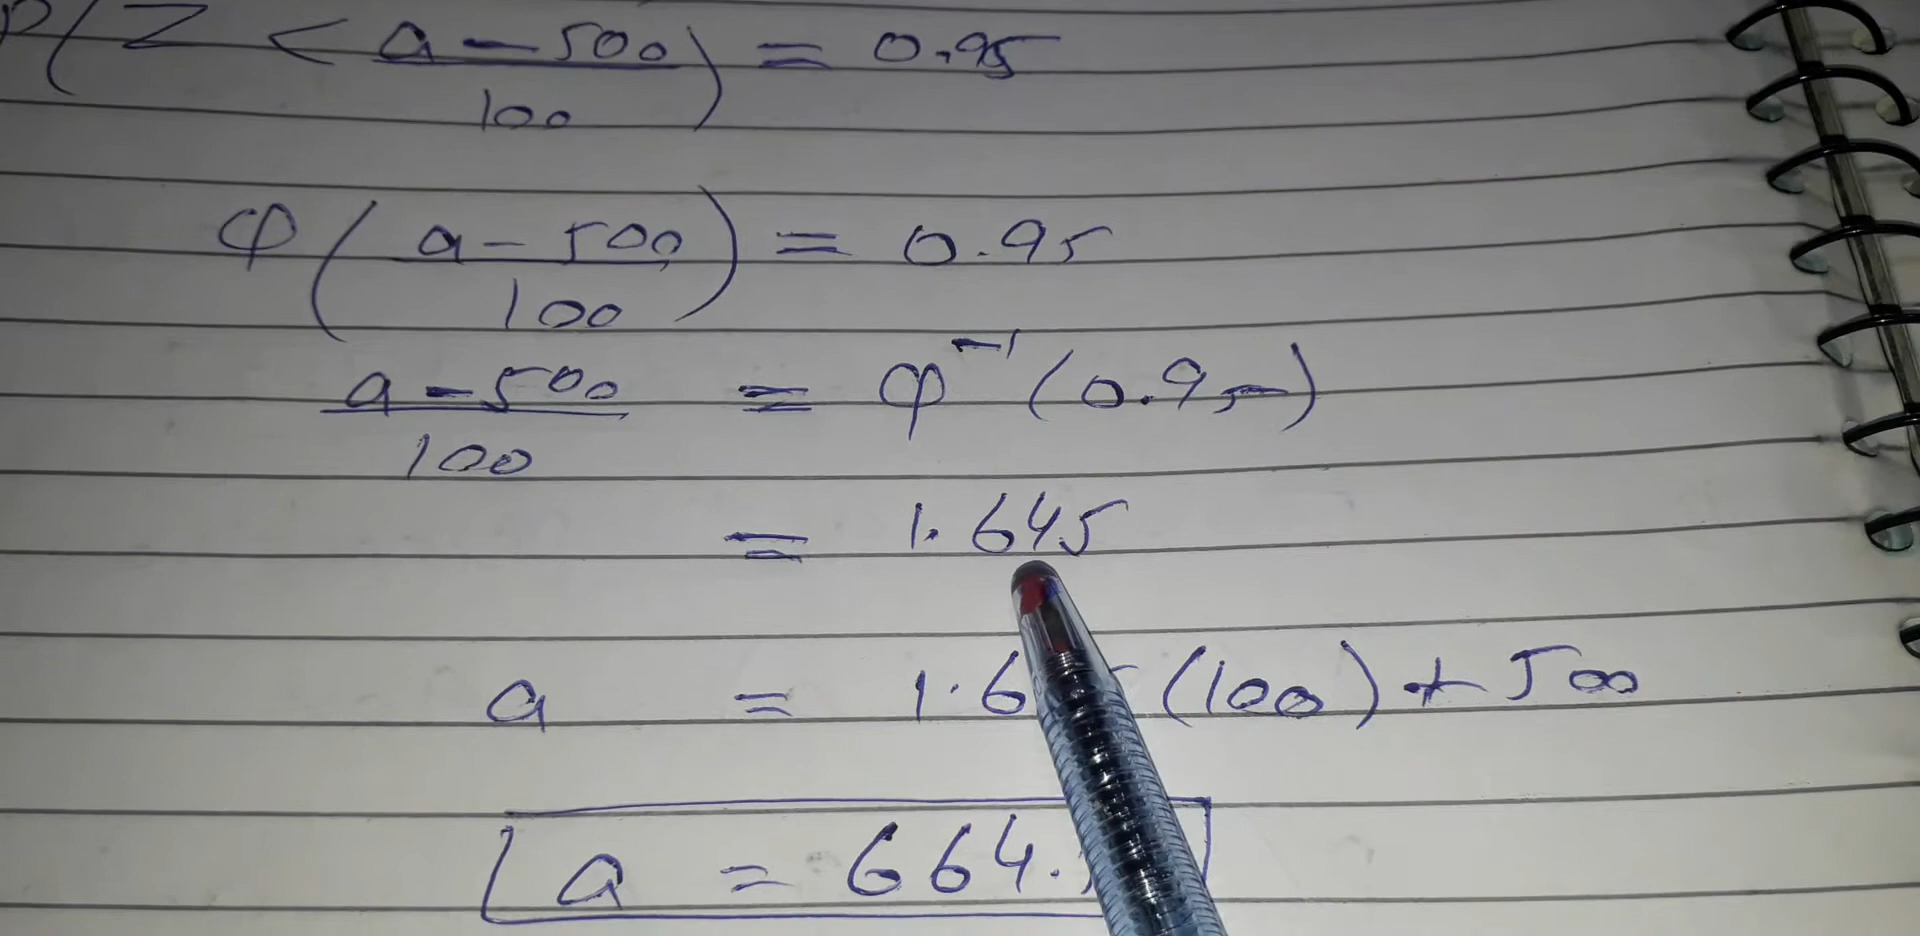 P(Z < (a - 500)/100) = 0.95
φ((a - 500)/100) = 0.95
(a - 500)/100 = φ⁻¹(0.95)
= 1.645
a = 1.6 (100) + 500
a = 664.